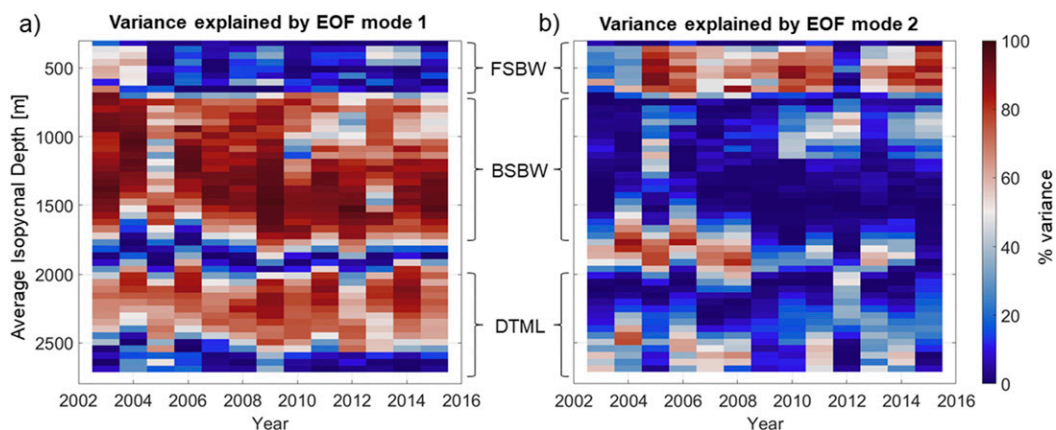 a) Variance explained by EOF mode 1
b) Variance explained by EOF mode 2
Average Isopycnal Depth [m]
500
1000
1500
2000
2500
2002 2004 2006 2008 2010 2012 2014 2016
Year
FSBW
BSBW
DTML
2002 2004 2006 2008 2010 2012 2014 2016
Year
100
80
60
40
20
0
% variance